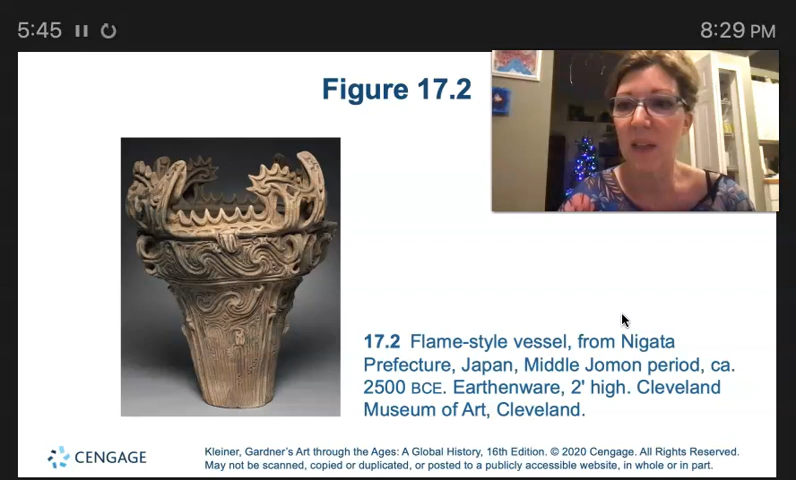 5:45
8:29 PM
Figure 17.2
17.2 Flame-style vessel, from Nigata
Prefecture, Japan, Middle Jomon period, ca.
2500 BCE. Earthenware, 2' high. Cleveland
Museum of Art, Cleveland.
CENGAGE
Kleiner, Gardner's Art through the Ages: A Global History, 16th Edition. © 2020 Cengage. All Rights Reserved.
May not be scanned, copied or duplicated, or posted to a publicly accessible website, in whole or in part.